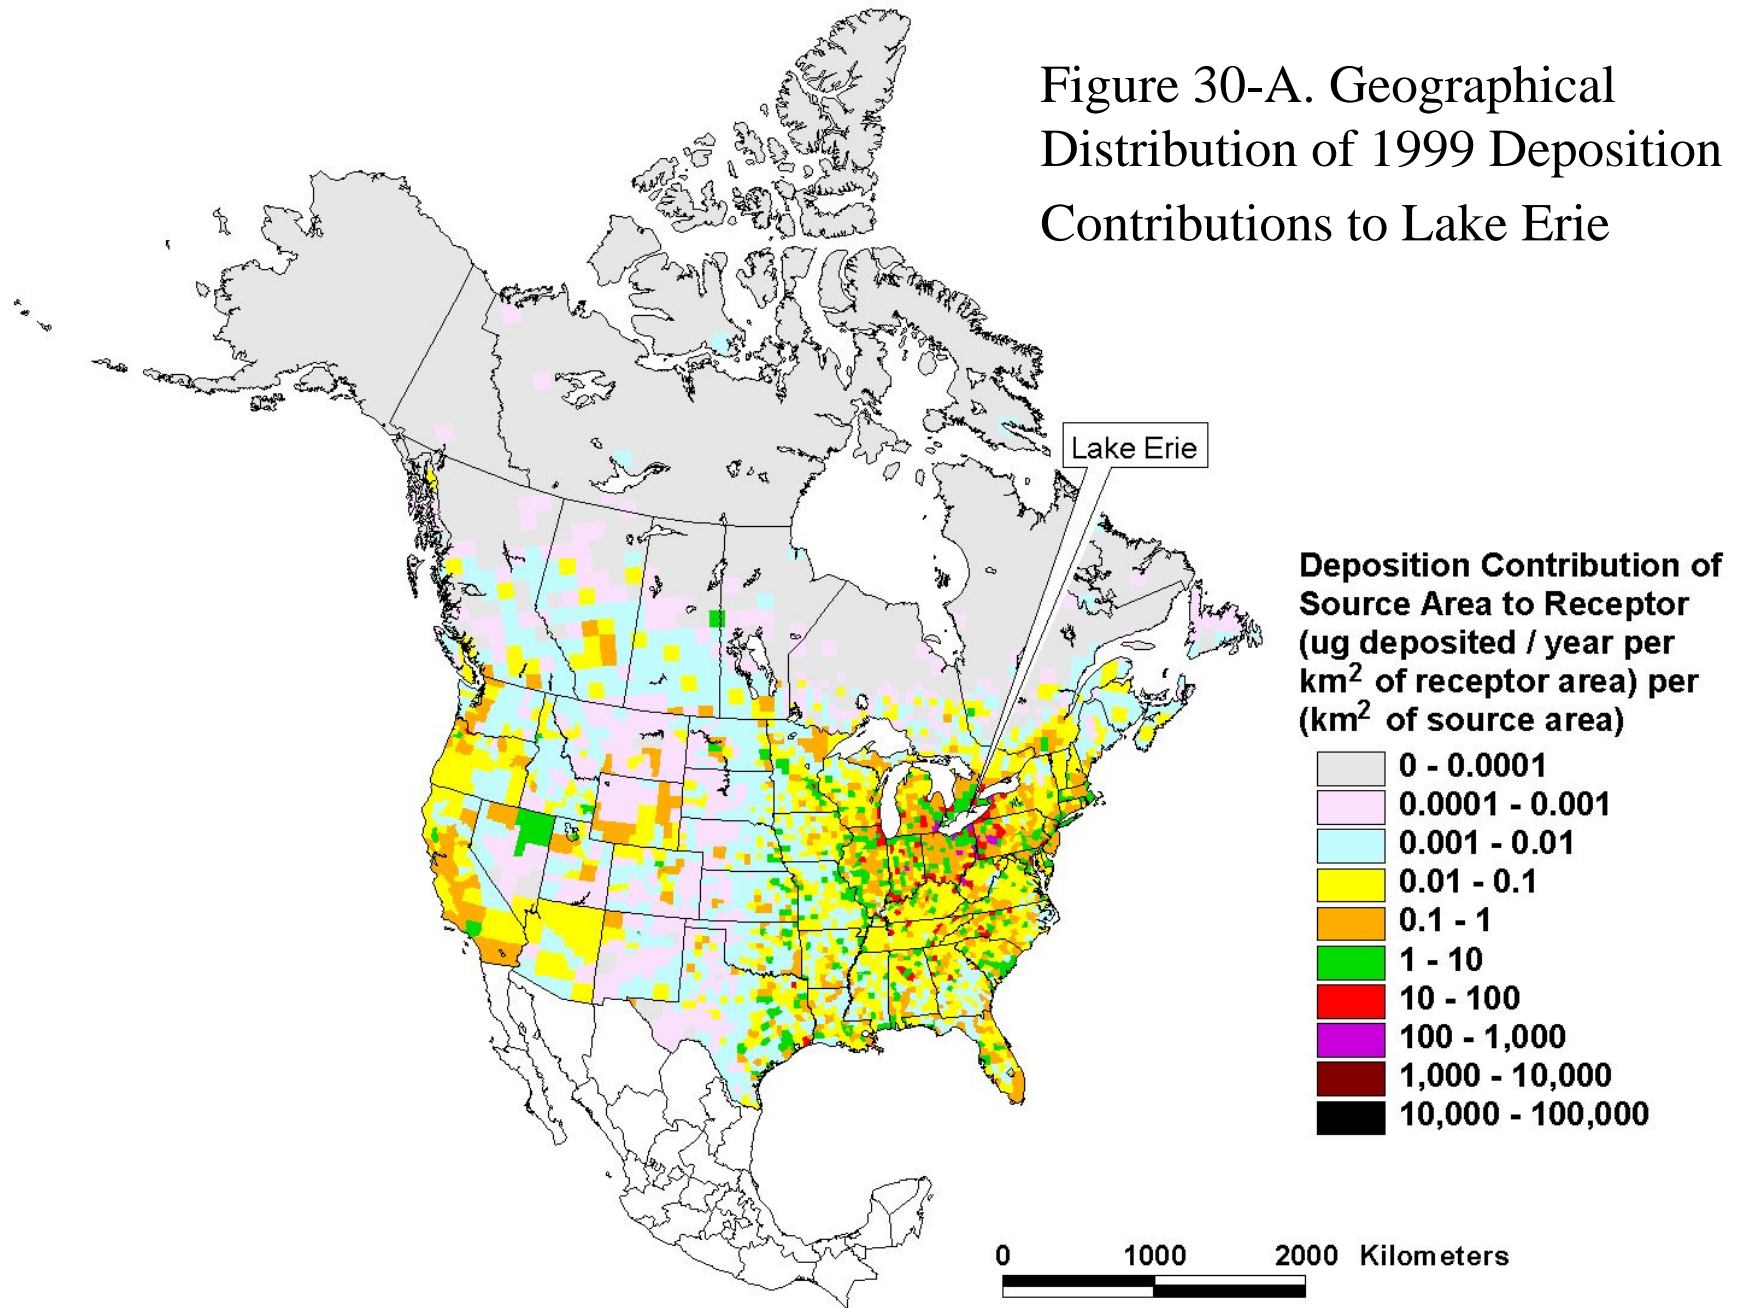 Figure 30-A. Geographical
Distribution of 1999 Deposition
Contributions to Lake Erie
Lake Erie
Deposition Contribution of
Source Area to Receptor
(ug deposited / year per
km2 of receptor area) per
(km2 of source area)
0 - 0.0001
0.0001 - 0.001
0.001 - 0.01
0.01 - 0.1
0.1 - 1
1 - 10
10 - 100
100 - 1,000
1,000 - 10,000
10,000 - 100,000
0 1000 2000 Kilometers